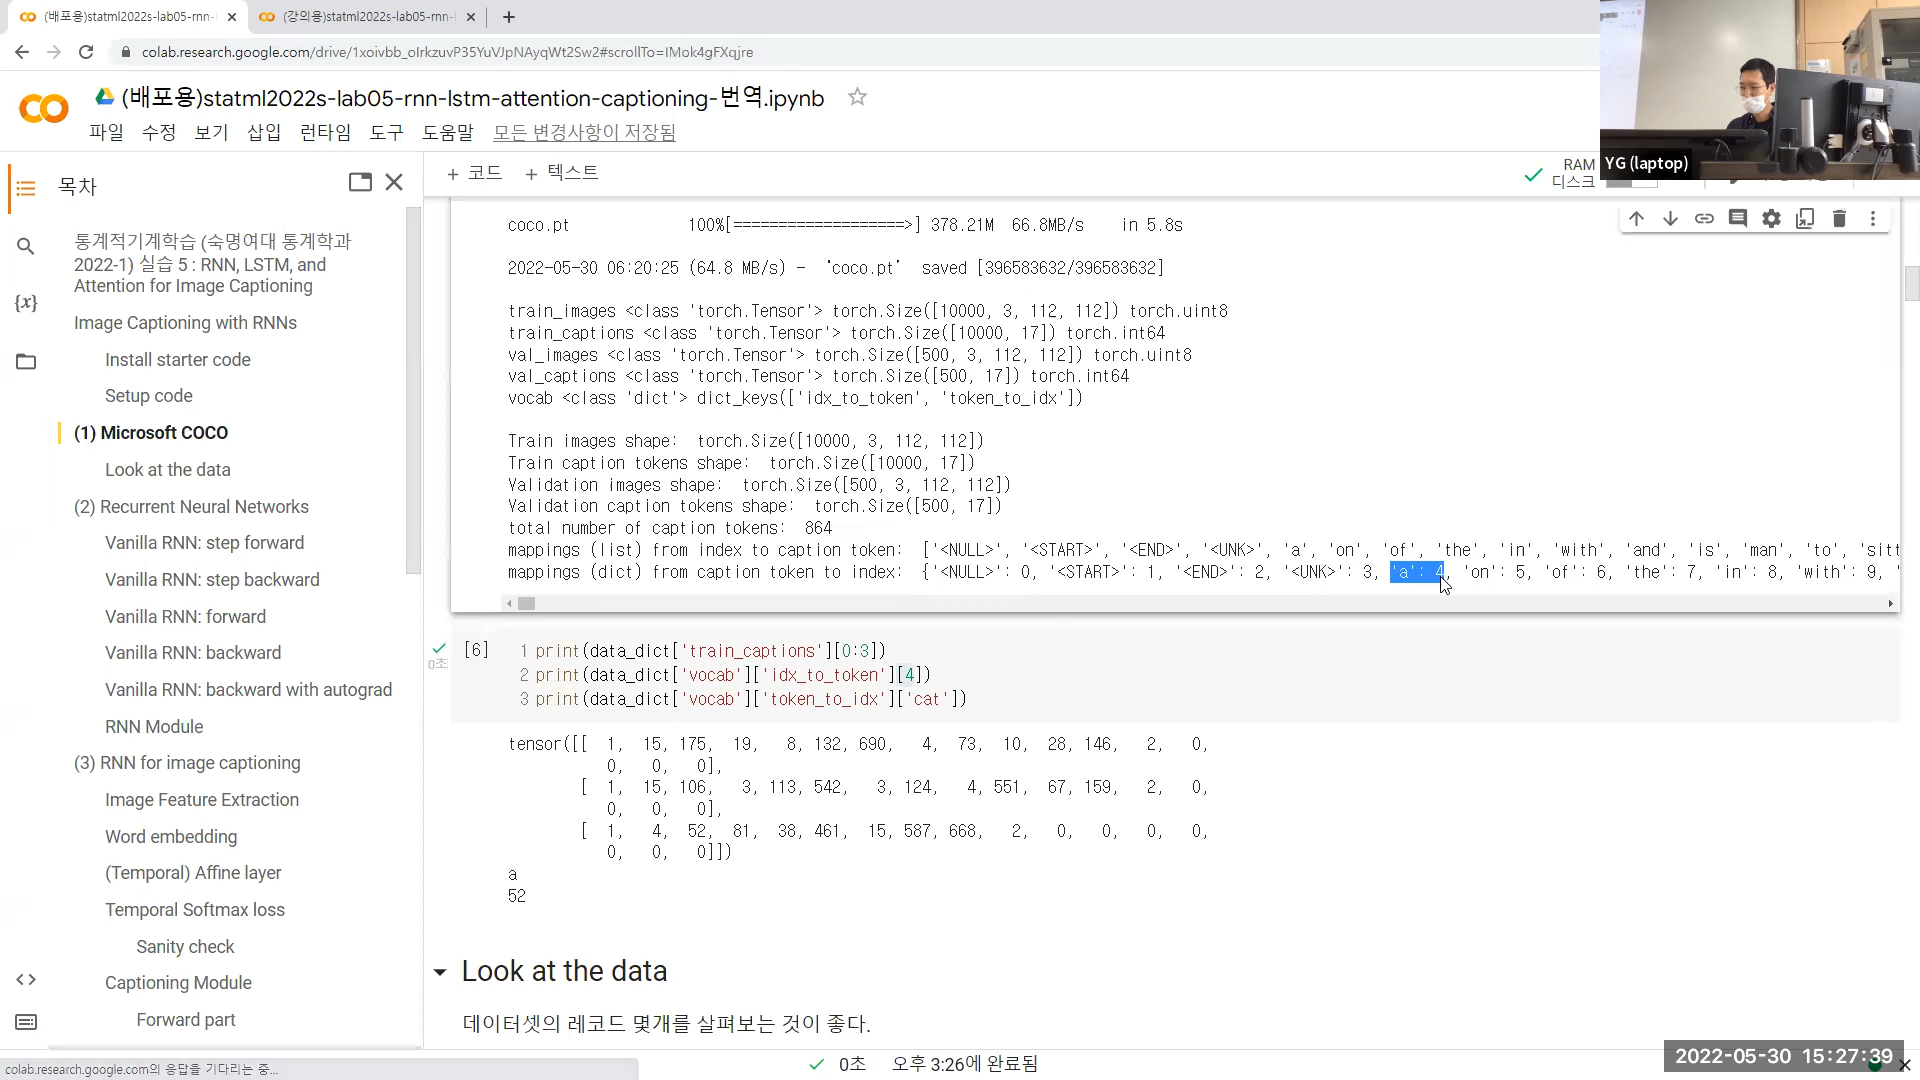 (배포용)statml2022s-lab05-rnn-
(강의용)statml2022s-lab05-rnn-
colab.research.google.com/drive/1xoivbb_oIrkzuvP35YuVJpNAyqWt2Sw2#scrollTo=IMok4gFXqjre
(배포용)statml2022s-lab05-rnn-lstm-attention-captioning-번역.ipynb
파일 수정 보기 삽입 런타임 도구 도움말 모든 변경사항이 저장됨
YG (laptop)
목차
+ 코드 + 텍스트
RAM
디스크
통계적기계학습 (숙명여대 통계학과
2022-1) 실습 5 : RNN, LSTM, and
Attention for Image Captioning
Image Captioning with RNNs
Install starter code
Setup code
(1) Microsoft COCO
Look at the data
(2) Recurrent Neural Networks
Vanilla RNN: step forward
Vanilla RNN: step backward
Vanilla RNN: forward
Vanilla RNN: backward
Vanilla RNN: backward with autograd
RNN Module
(3) RNN for image captioning
Image Feature Extraction
Word embedding
(Temporal) Affine layer
Temporal Softmax loss
Sanity check
Captioning Module
Forward part
coco.pt 100%[===================>] 378.21M 66.8MB/s in 5.8s
2022-05-30 06:20:25 (64.8 MB/s) - 'coco.pt' saved [396583632/396583632]
train_images <class 'torch.Tensor'> torch.Size([10000, 3, 112, 112]) torch.uint8
train_captions <class 'torch.Tensor'> torch.Size([10000, 17]) torch.int64
val_images <class 'torch.Tensor'> torch.Size([500, 3, 112, 112]) torch.uint8
val_captions <class 'torch.Tensor'> torch.Size([500, 17]) torch.int64
vocab <class 'dict'> dict_keys(['idx_to_token', 'token_to_idx'])
Train images shape: torch.Size([10000, 3, 112, 112])
Train caption tokens shape: torch.Size([10000, 17])
Validation images shape: torch.Size([500, 3, 112, 112])
Validation caption tokens shape: torch.Size([500, 17])
total number of caption tokens: 864
mappings (list) from index to caption token: ['<NULL>', '<START>', '<END>', '<UNK>', 'a', 'on', 'of', 'the', 'in', 'with', 'and', 'is', 'man', 'to', 'sitt
mappings (dict) from caption token to index: {'<NULL>': 0, '<START>': 1, '<END>': 2, '<UNK>': 3, 'a': 4, 'on': 5, 'of': 6, 'the': 7, 'in': 8, 'with': 9, '
[6] 1 print(data_dict['train_captions'][0:3])
0초 2 print(data_dict['vocab']['idx_to_token'][4])
3 print(data_dict['vocab']['token_to_idx']['cat'])
tensor([[ 1, 15, 175, 19, 8, 132, 690, 4, 73, 10, 28, 146, 2, 0,
0, 0, 0],
[ 1, 15, 106, 3, 113, 542, 3, 124, 4, 551, 67, 159, 2, 0,
0, 0, 0],
[ 1, 4, 52, 81, 38, 461, 15, 587, 668, 2, 0, 0, 0, 0,
0, 0, 0]])
a
52
Look at the data
데이터셋의 레코드 몇개를 살펴보는 것이 좋다.
colab.research.google.com의 응답을 기다리는 중...
0초 오후 3:26에 완료됨
2022-05-30 15:27:39